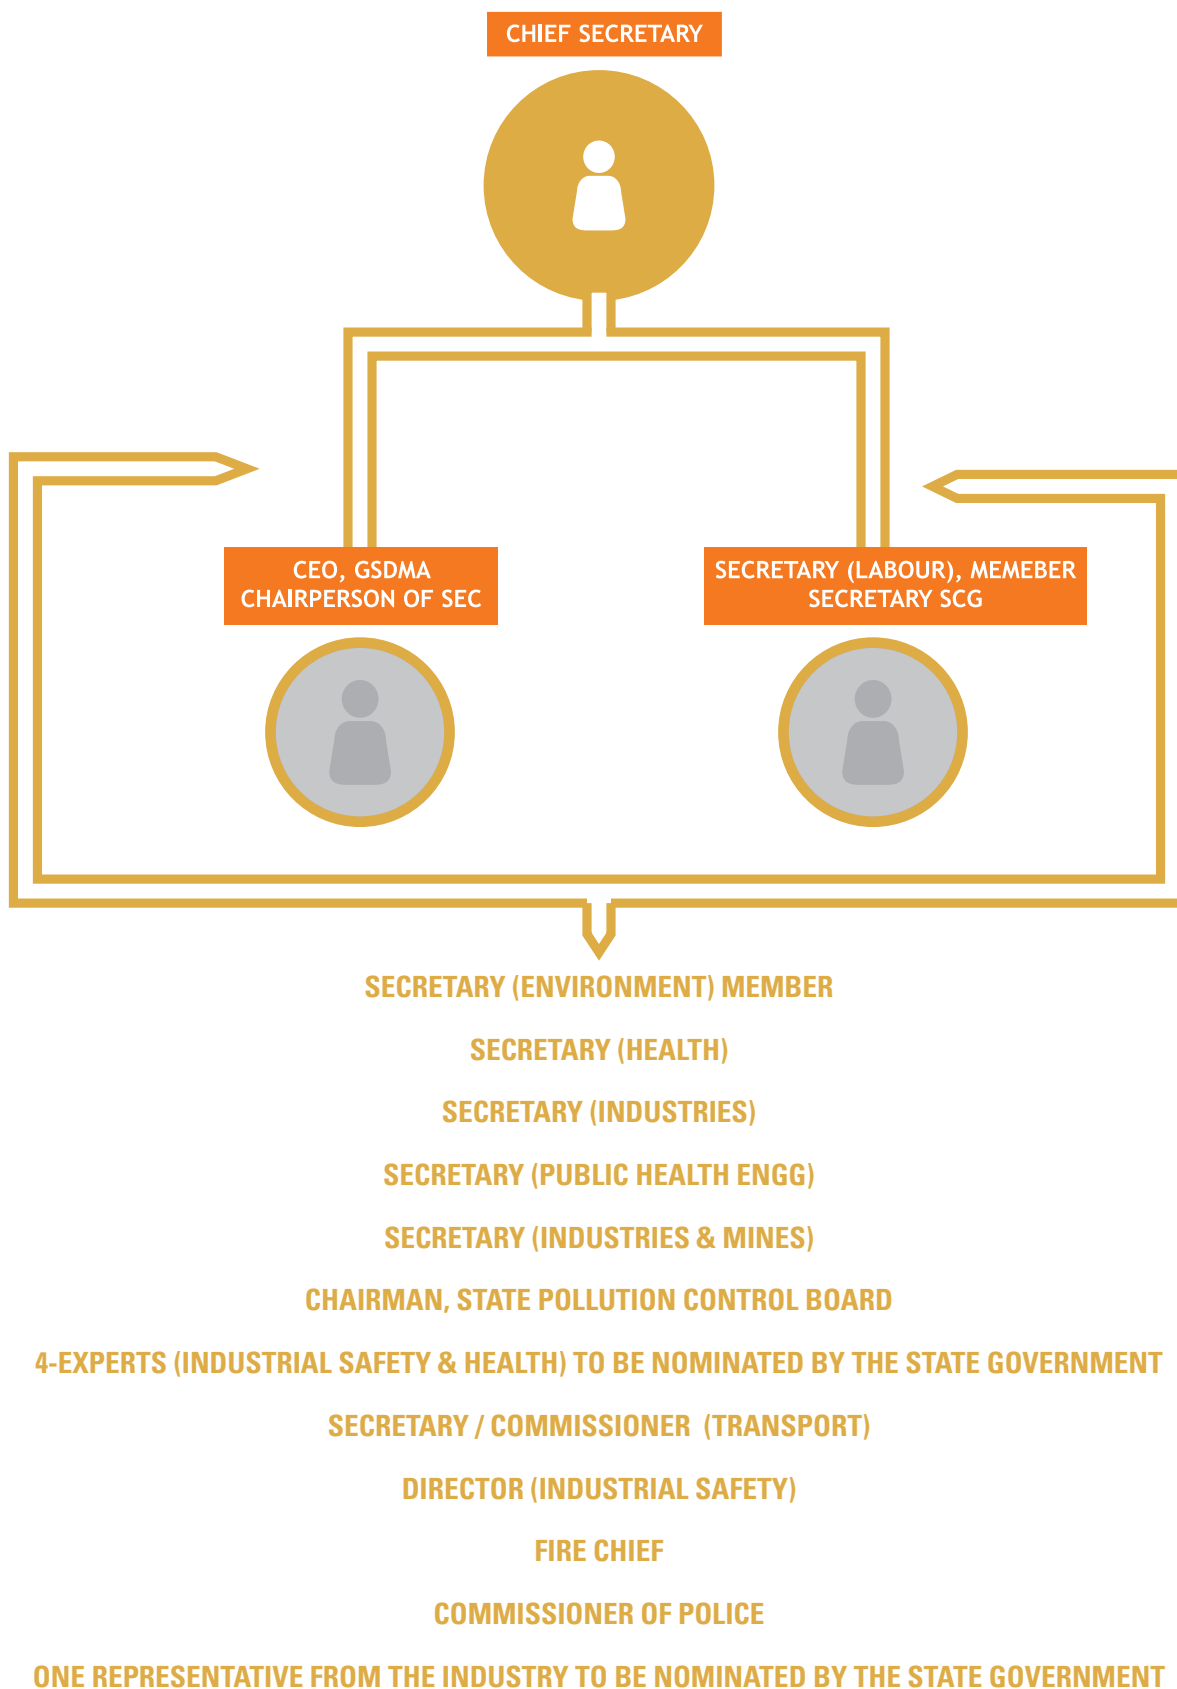 CHIEF SECRETARY
CEO, GSDMA
CHAIRPERSON OF SEC
SECRETARY (LABOUR), MEMEBER
SECRETARY SCG
SECRETARY (ENVIRONMENT) MEMBER
SECRETARY (HEALTH)
SECRETARY (INDUSTRIES)
SECRETARY (PUBLIC HEALTH ENGG)
SECRETARY (INDUSTRIES & MINES)
CHAIRMAN, STATE POLLUTION CONTROL BOARD
4-EXPERTS (INDUSTRIAL SAFETY & HEALTH) TO BE NOMINATED BY THE STATE GOVERNMENT
SECRETARY / COMMISSIONER (TRANSPORT)
DIRECTOR (INDUSTRIAL SAFETY)
FIRE CHIEF
COMMISSIONER OF POLICE
ONE REPRESENTATIVE FROM THE INDUSTRY TO BE NOMINATED BY THE STATE GOVERNMENT